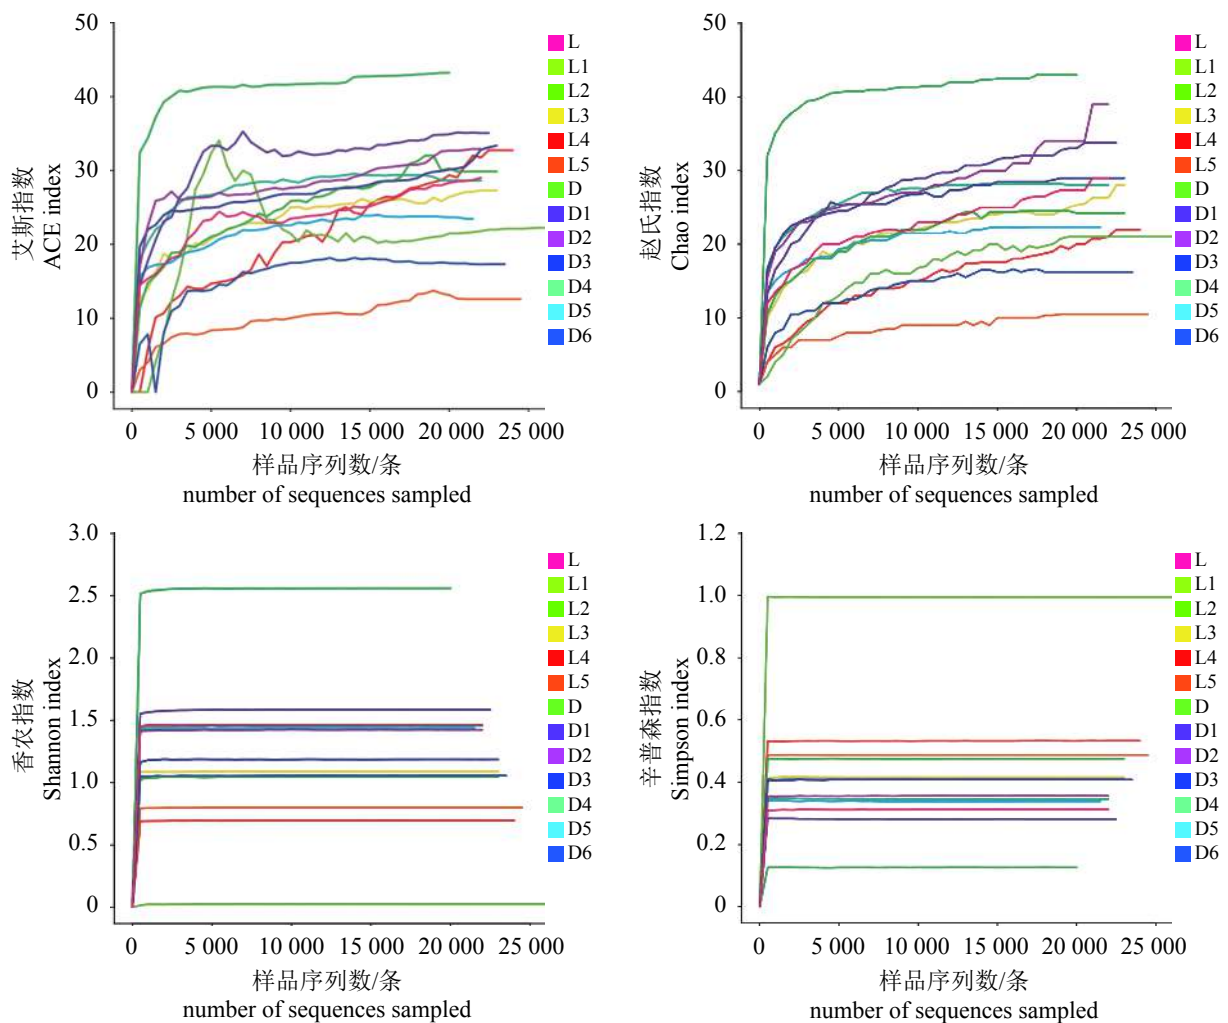 50
40
30
20
10
0
艾斯指数
ACE index
0
5 000
10 000
15 000
20 000
25 000
样品序列数/条
number of sequences sampled
L
L1
L2
L3
L4
L5
D
D1
D2
D3
D4
D5
D6
50
40
30
20
10
0
赵氏指数
Chao index
0
5 000
10 000
15 000
20 000
25 000
样品序列数/条
number of sequences sampled
L
L1
L2
L3
L4
L5
D
D1
D2
D3
D4
D5
D6
3.0
2.5
2.0
1.5
1.0
0.5
0
香农指数
Shannon index
0
5 000
10 000
15 000
20 000
25 000
样品序列数/条
number of sequences sampled
L
L1
L2
L3
L4
L5
D
D1
D2
D3
D4
D5
D6
1.2
1.0
0.8
0.6
0.4
0.2
0
辛普森指数
Simpson index
0
5 000
10 000
15 000
20 000
25 000
样品序列数/条
number of sequences sampled
L
L1
L2
L3
L4
L5
D
D1
D2
D3
D4
D5
D6